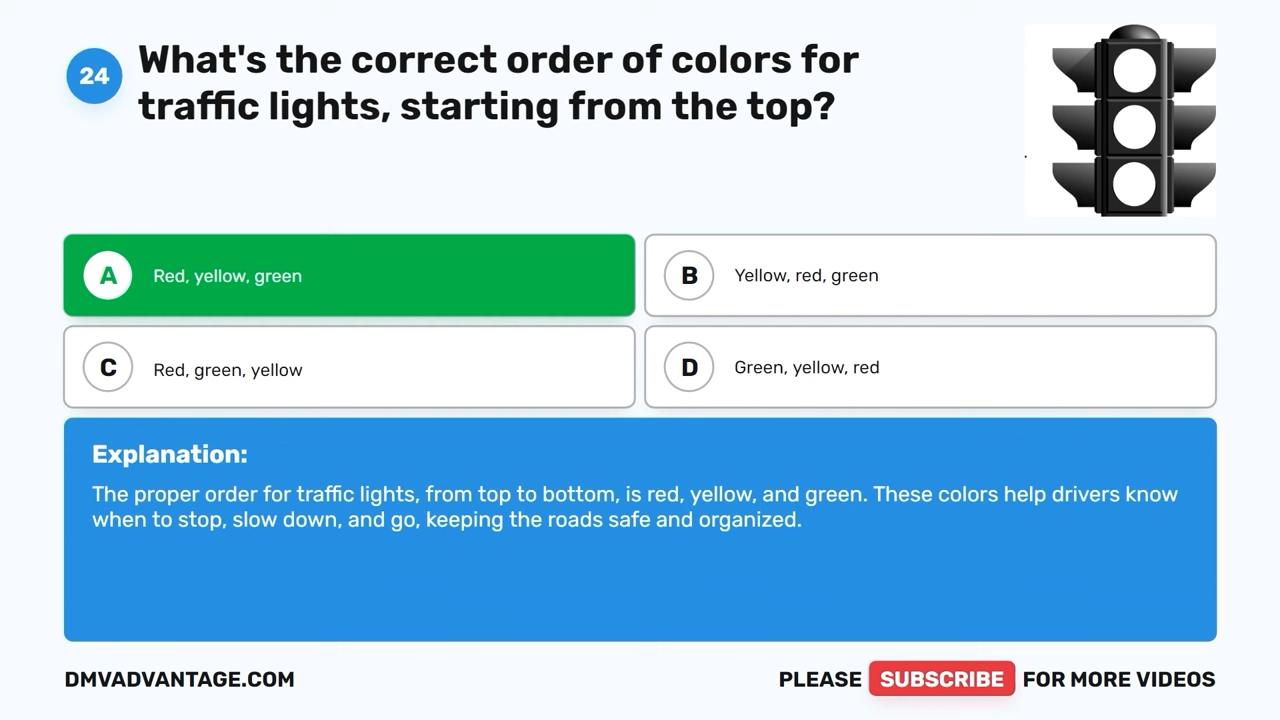 24
What's the correct order of colors for
traffic lights, starting from the top?
A Red, yellow, green
B Yellow, red, green
C Red, green, yellow
D Green, yellow, red
Explanation:
The proper order for traffic lights, from top to bottom, is red, yellow, and green. These colors help drivers know
when to stop, slow down, and go, keeping the roads safe and organized.
DMVADVANTAGE.COM
PLEASE SUBSCRIBE FOR MORE VIDEOS